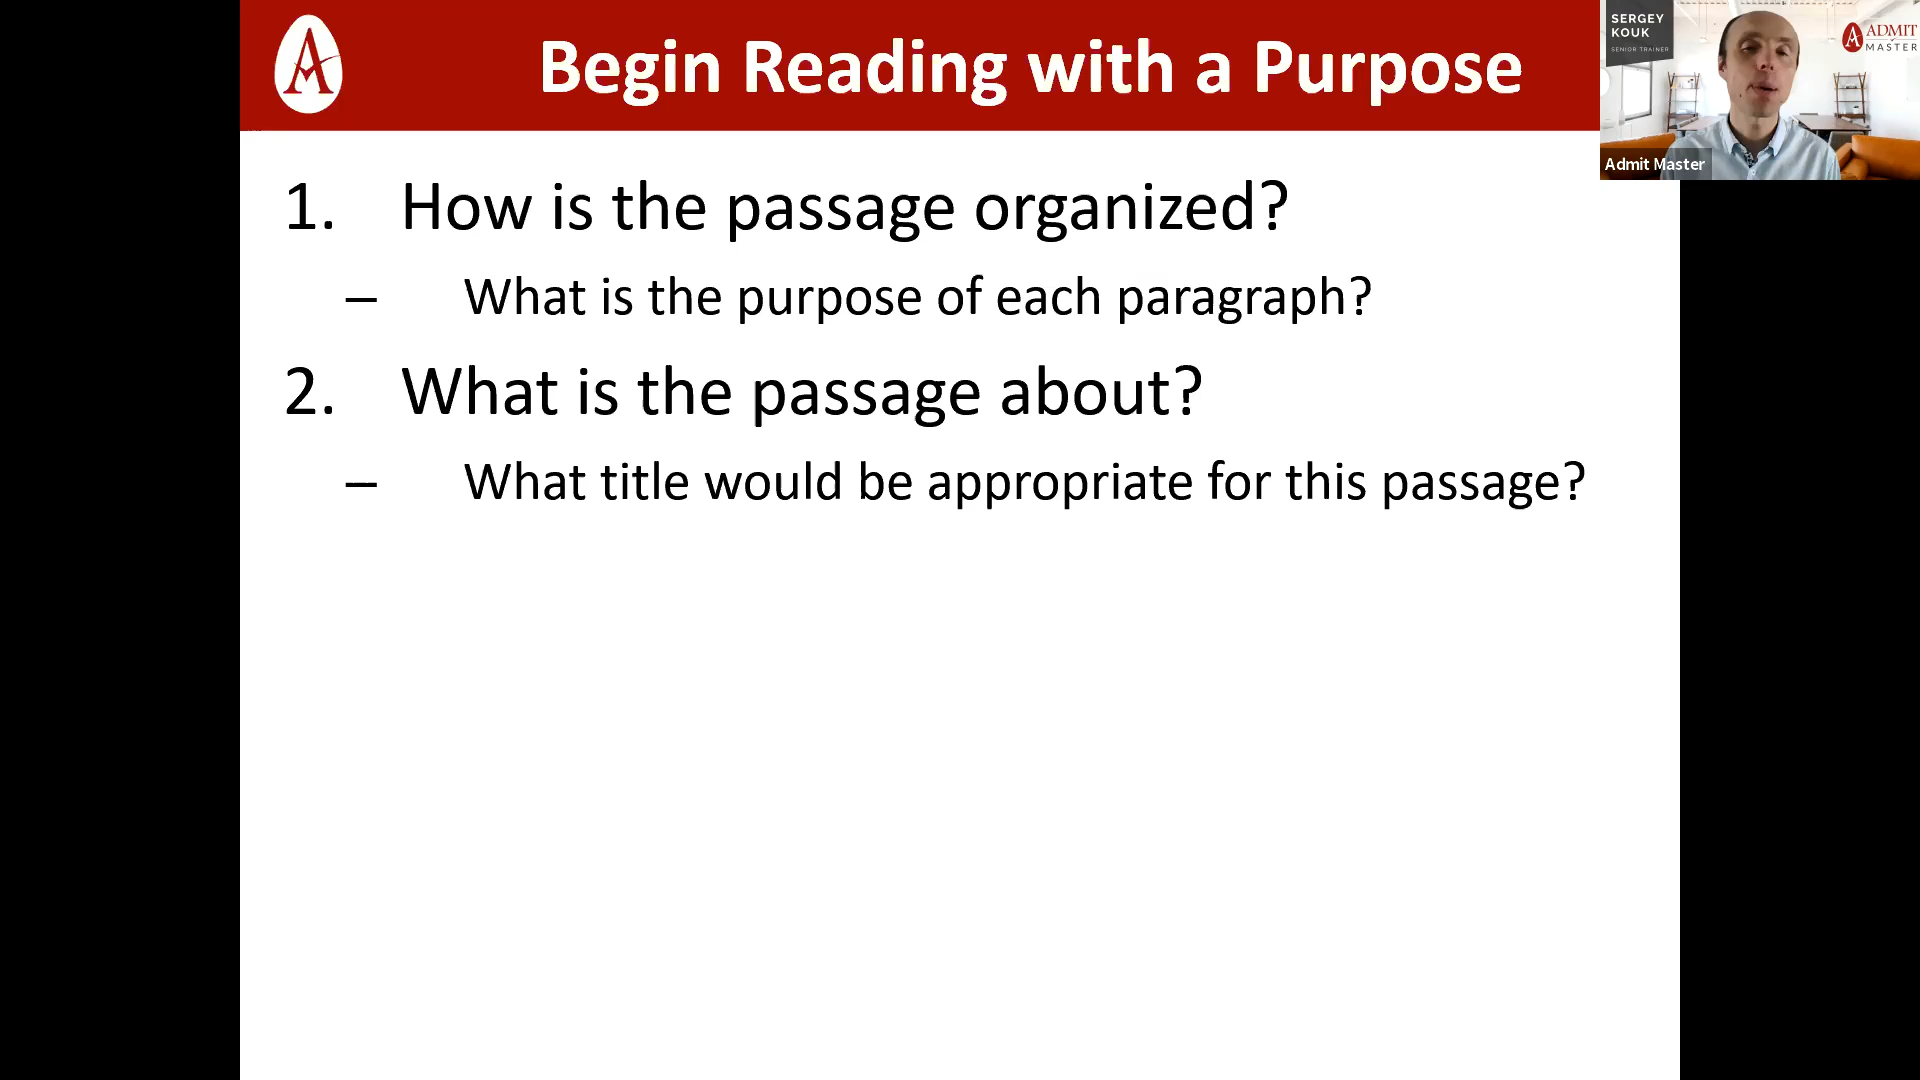 Begin Reading with a Purpose
SERGEY
KOUK
SENIOR TRAINER
ADMIT
MASTER
Admit Master
1. How is the passage organized?
– What is the purpose of each paragraph?
2. What is the passage about?
– What title would be appropriate for this passage?